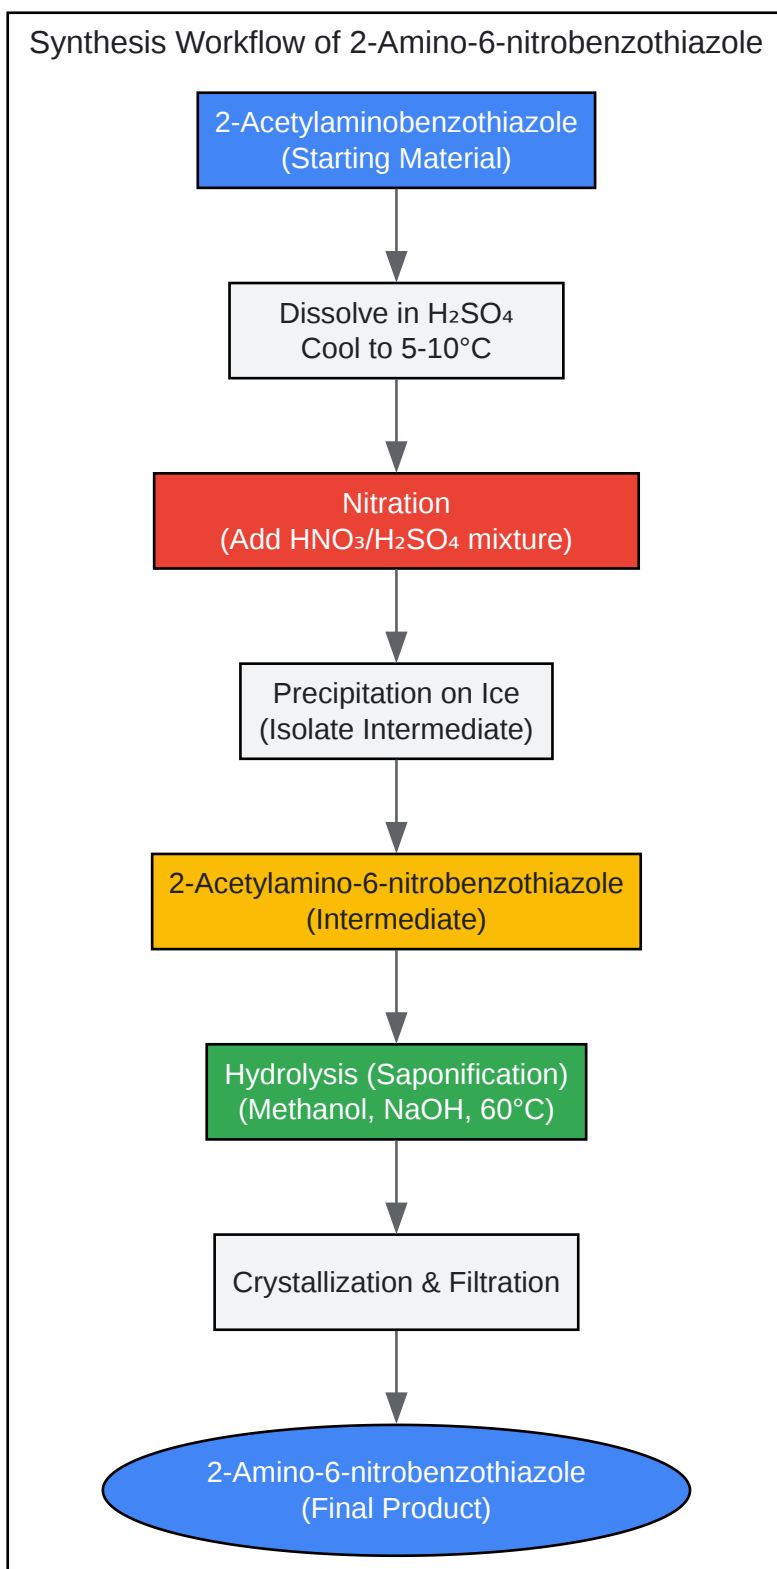 Synthesis Workflow of 2-Amino-6-nitrobenzothiazole
2-Acetylaminobenzothiazole
(Starting Material)
Dissolve in H₂SO₄
Cool to 5-10°C
Nitration
(Add HNO₃/H₂SO₄ mixture)
Precipitation on Ice
(Isolate Intermediate)
2-Acetylamino-6-nitrobenzothiazole
(Intermediate)
Hydrolysis (Saponification)
(Methanol, NaOH, 60°C)
Crystallization & Filtration
2-Amino-6-nitrobenzothiazole
(Final Product)